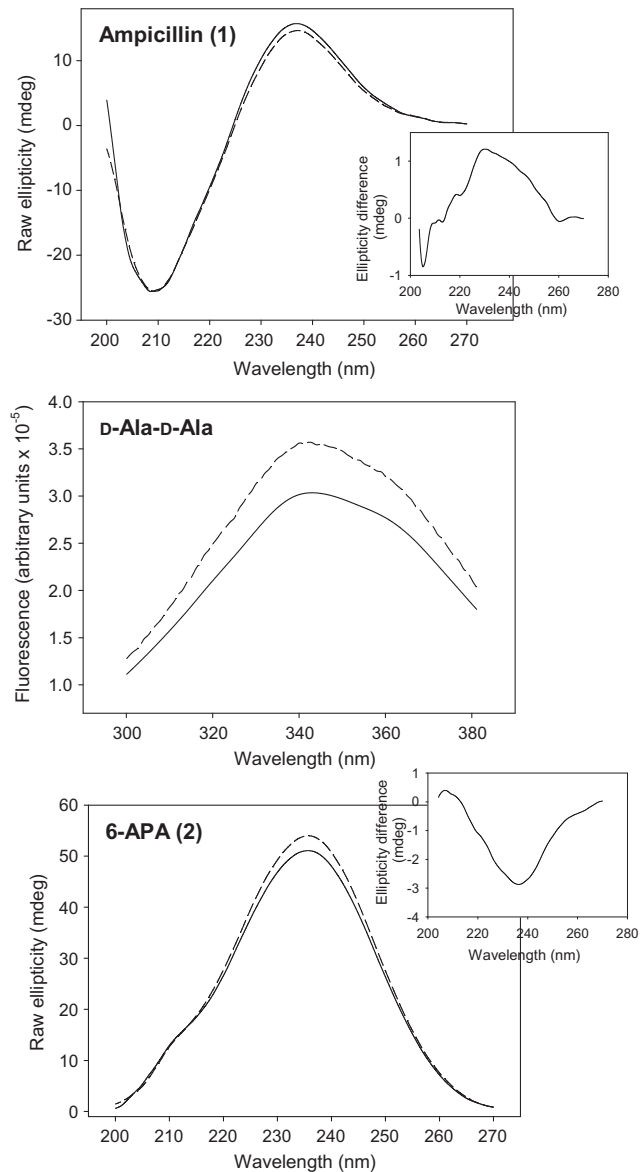 Ampicillin (1)
Raw ellipticity (mdeg)
10
0
-10
-20
-30
200 210 220 230 240 250 260 270
Wavelength (nm)
Ellipticity difference
(mdeg)
1
0
-1
200 220 240 260 280
Wavelength (nm)
D-Ala-D-Ala
Fluorescence (arbitrary units x 10-5)
4.0
3.5
3.0
2.5
2.0
1.5
1.0
300 320 340 360 380
Wavelength (nm)
6-APA (2)
Raw ellipticity (mdeg)
60
50
40
30
20
10
0
200 210 220 230 240 250 260 270
Wavelength (nm)
Ellipticity difference
(mdeg)
1
0
-1
-2
-3
-4
200 220 240 260 280
Wavelength (nm)